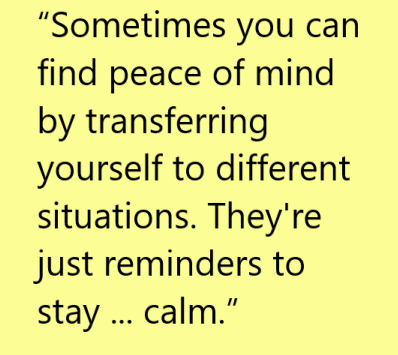 “Sometimes you can
find peace of mind
by transferring
yourself to different
situations. They're
just reminders to
stay ... calm.”